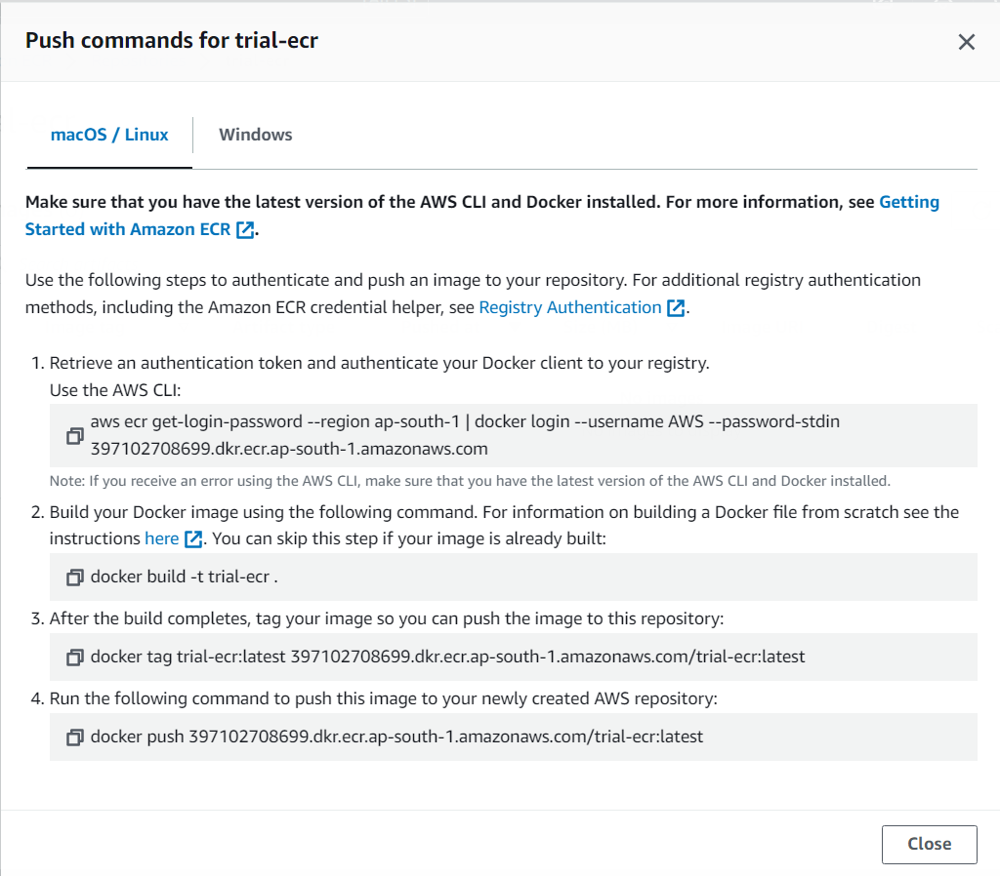 Push commands for trial-ecr
macOS / Linux
Windows
Make sure that you have the latest version of the AWS CLI and Docker installed. For more information, see Getting
Started with Amazon ECR.
Use the following steps to authenticate and push an image to your repository. For additional registry authentication
methods, including the Amazon ECR credential helper, see Registry Authentication.
1. Retrieve an authentication token and authenticate your Docker client to your registry.
Use the AWS CLI:
aws ecr get-login-password --region ap-south-1 | docker login --username AWS --password-stdin
397102708699.dkr.ecr.ap-south-1.amazonaws.com
Note: If you receive an error using the AWS CLI, make sure that you have the latest version of the AWS CLI and Docker installed.
2. Build your Docker image using the following command. For information on building a Docker file from scratch see the
instructions here. You can skip this step if your image is already built:
docker build -t trial-ecr .
3. After the build completes, tag your image so you can push the image to this repository:
docker tag trial-ecr:latest 397102708699.dkr.ecr.ap-south-1.amazonaws.com/trial-ecr:latest
4. Run the following command to push this image to your newly created AWS repository:
docker push 397102708699.dkr.ecr.ap-south-1.amazonaws.com/trial-ecr:latest
Close